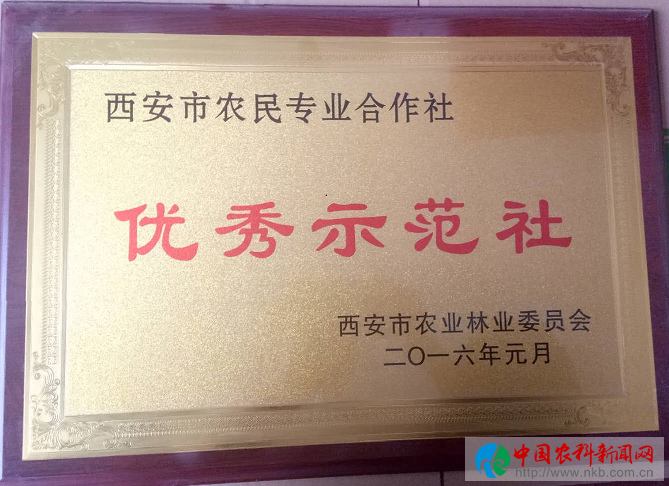 西安市农民专业合作社
优秀示范社
西安市农业林业委员会
二〇一六年元月
中国农科新闻网
http://www.nkb.com.cn